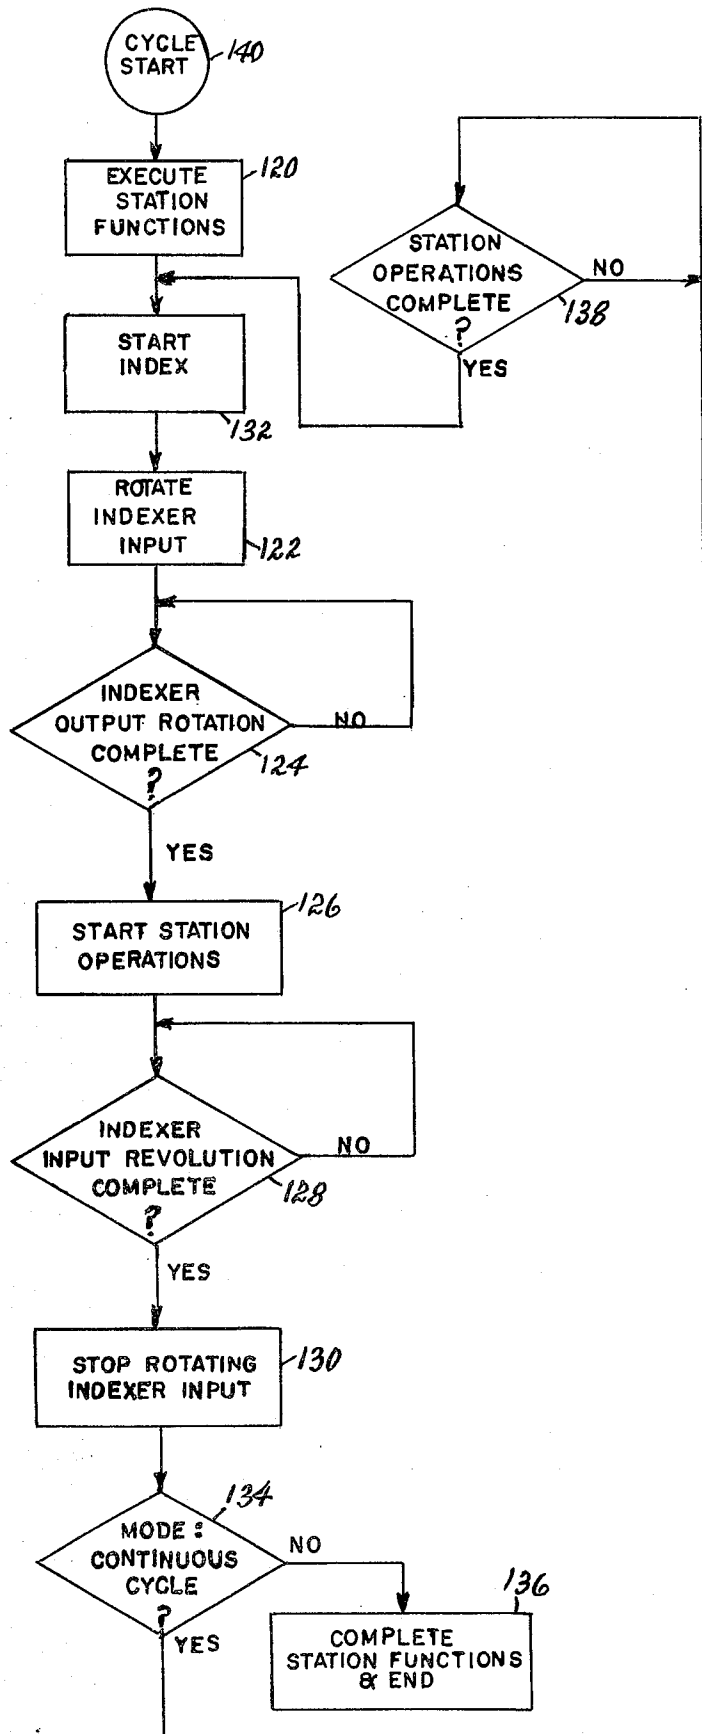 CYCLE
START
140
EXECUTE
STATION
FUNCTIONS
120
STATION
OPERATIONS
COMPLETE
?
NO
138
YES
START
INDEX
132
ROTATE
INDEXER
INPUT
122
INDEXER
OUTPUT ROTATION
COMPLETE
?
NO
124
YES
126
START STATION
OPERATIONS
INDEXER
INPUT REVOLUTION
COMPLETE
?
NO
128
YES
STOP ROTATING
INDEXER INPUT
130
134
MODE:
CONTINUOUS
CYCLE
?
NO
YES
136
COMPLETE
STATION FUNCTIONS
& END